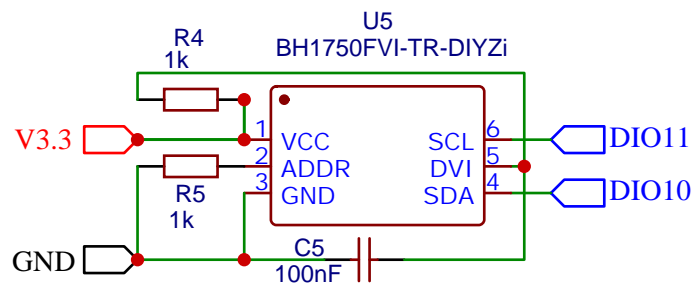 U5
BH1750FVI-TR-DIYZi
R4
1k
V3.3
1 VCC SCL 6 DIO11
2 ADDR DVI 5
3 GND SDA 4 DIO10
R5
1k
GND
C5
100nF